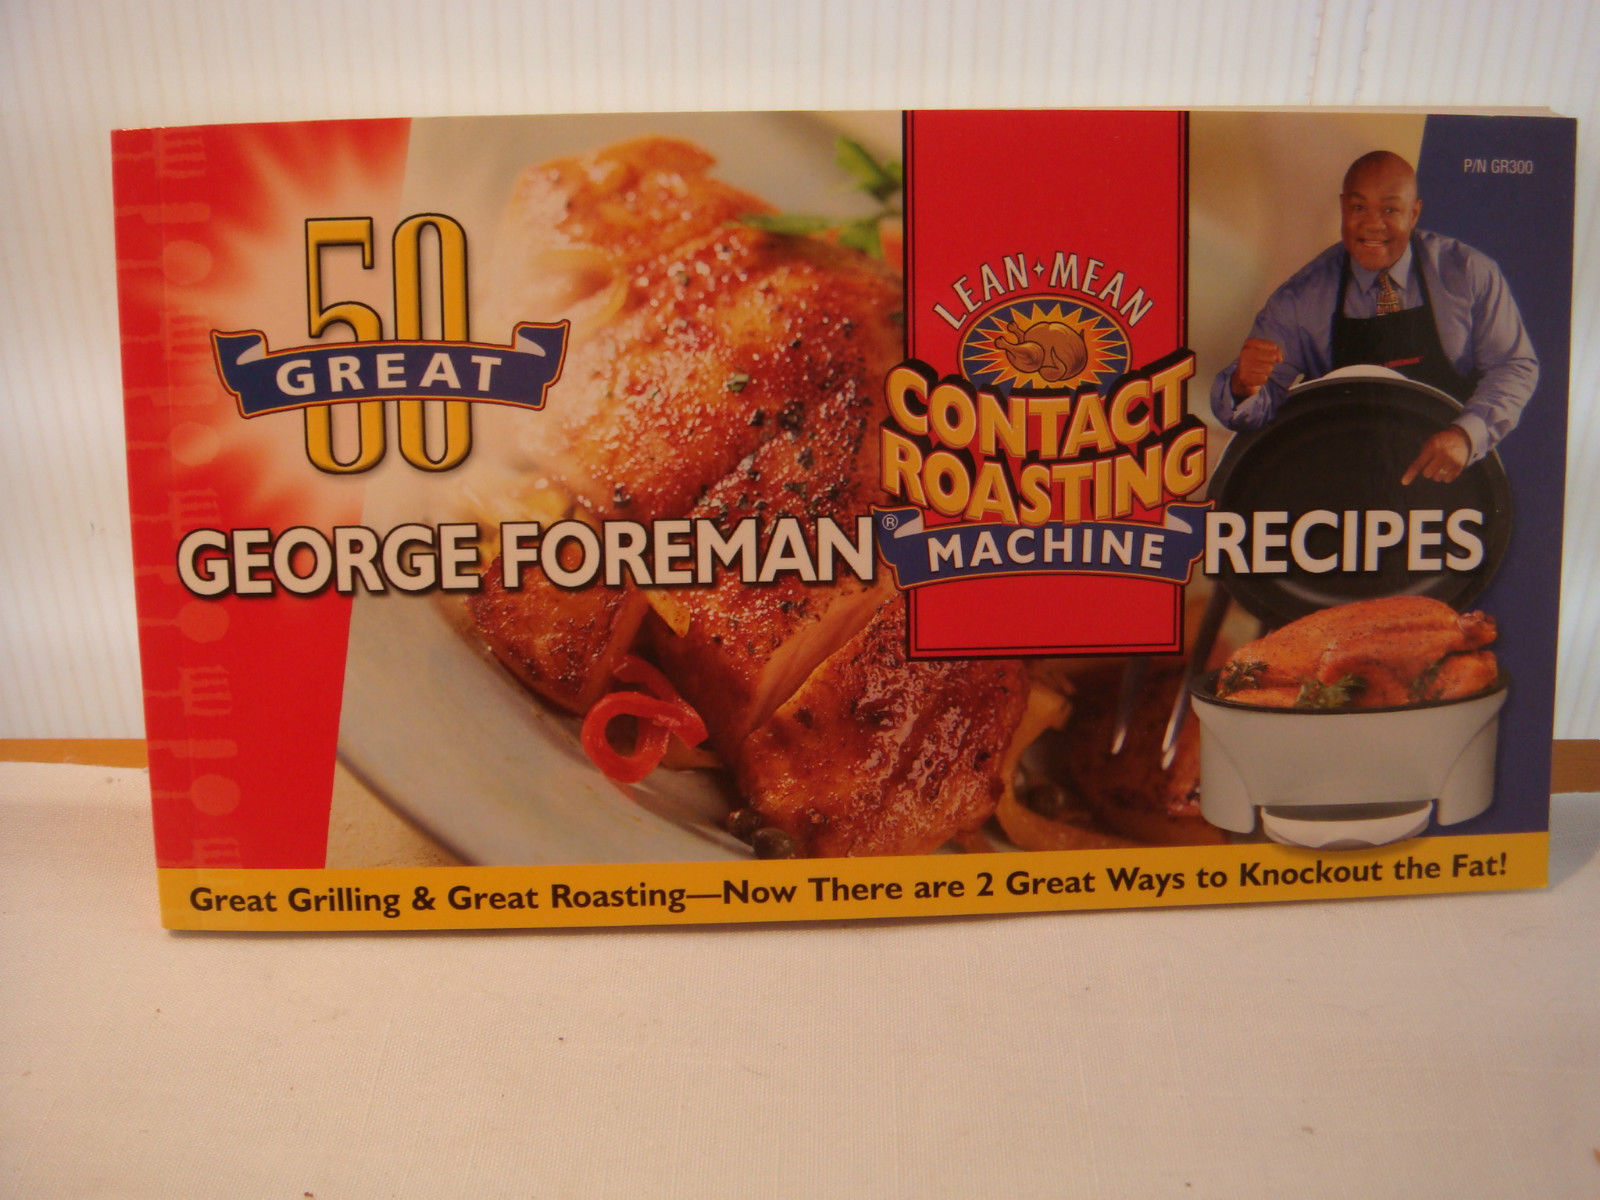 P/N GR300
50
GREAT
LEAN ✦ MEAN
CONTACT
ROASTING
MACHINE
GEORGE FOREMAN® RECIPES
Great Grilling & Great Roasting—Now There are 2 Great Ways to Knockout the Fat!